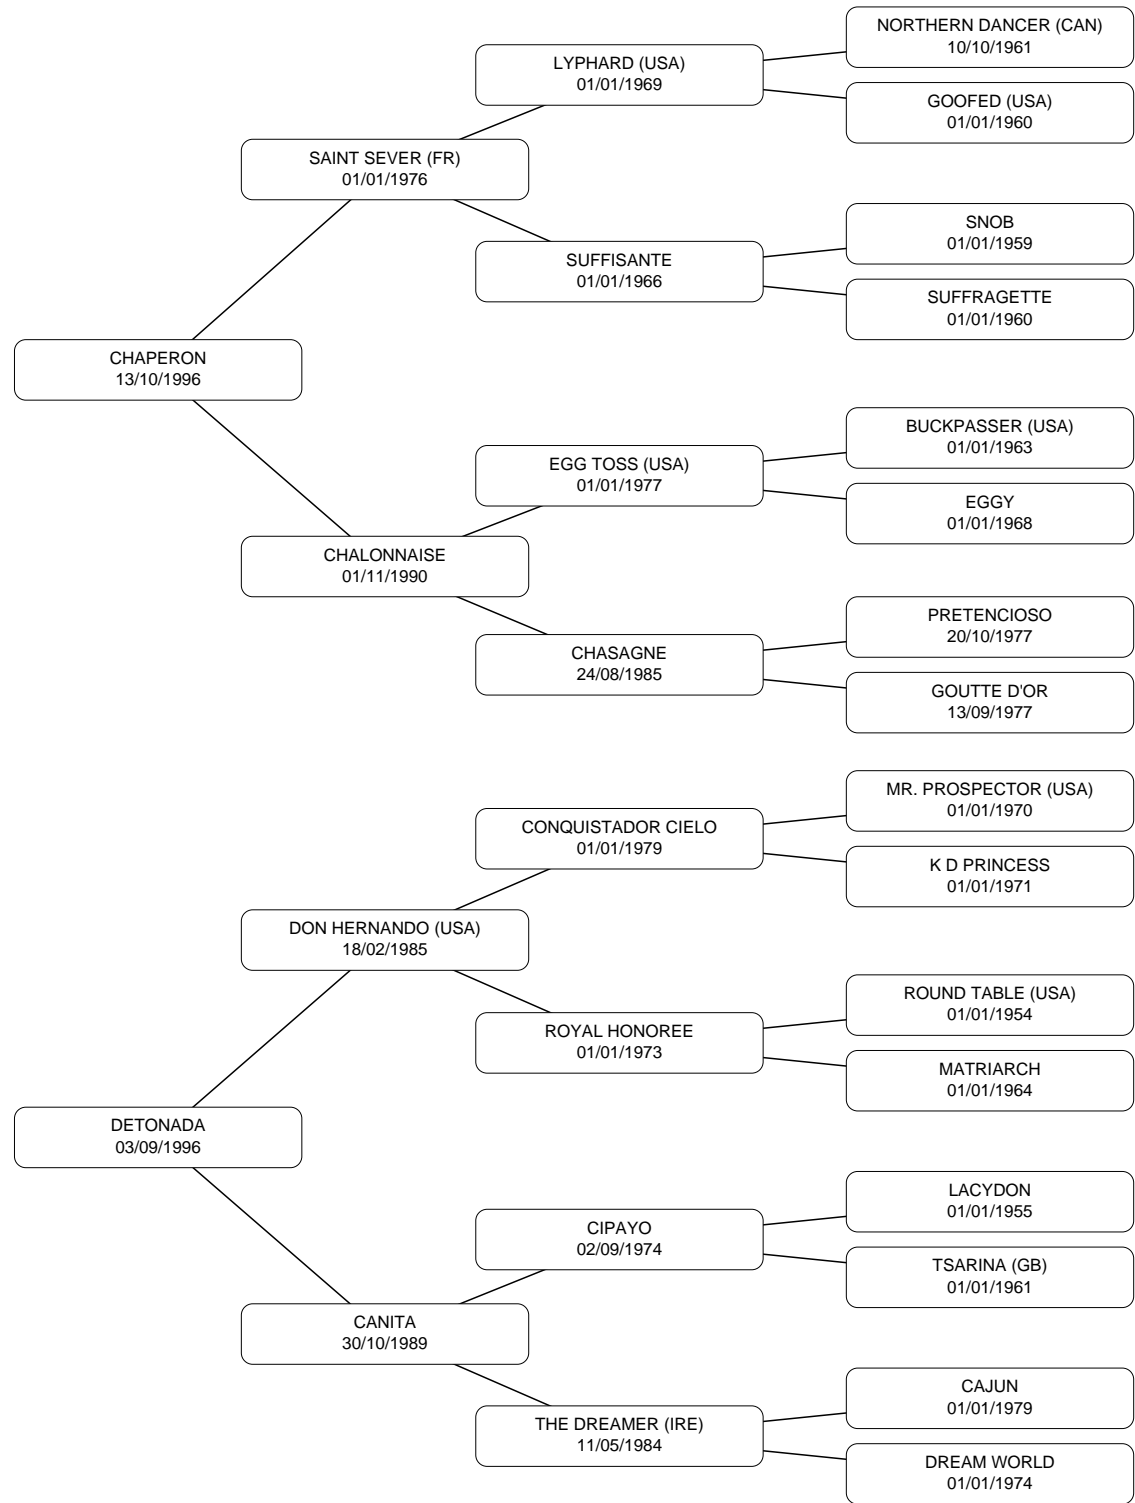 NORTHERN DANCER (CAN)
10/10/1961
LYPHARD (USA)
01/01/1969
GOOFED (USA)
01/01/1960
SAINT SEVER (FR)
01/01/1976
SNOB
01/01/1959
SUFFISANTE
01/01/1966
SUFFRAGETTE
01/01/1960
CHAPERON
13/10/1996
BUCKPASSER (USA)
01/01/1963
EGG TOSS (USA)
01/01/1977
EGGY
01/01/1968
CHALONNAISE
01/11/1990
PRETENCIOSO
20/10/1977
CHASAGNE
24/08/1985
GOUTTE D'OR
13/09/1977
MR. PROSPECTOR (USA)
01/01/1970
CONQUISTADOR CIELO
01/01/1979
K D PRINCESS
01/01/1971
DON HERNANDO (USA)
18/02/1985
ROUND TABLE (USA)
01/01/1954
ROYAL HONOREE
01/01/1973
MATRIARCH
01/01/1964
DETONADA
03/09/1996
LACYDON
01/01/1955
CIPAYO
02/09/1974
TSARINA (GB)
01/01/1961
CANITA
30/10/1989
CAJUN
01/01/1979
THE DREAMER (IRE)
11/05/1984
DREAM WORLD
01/01/1974